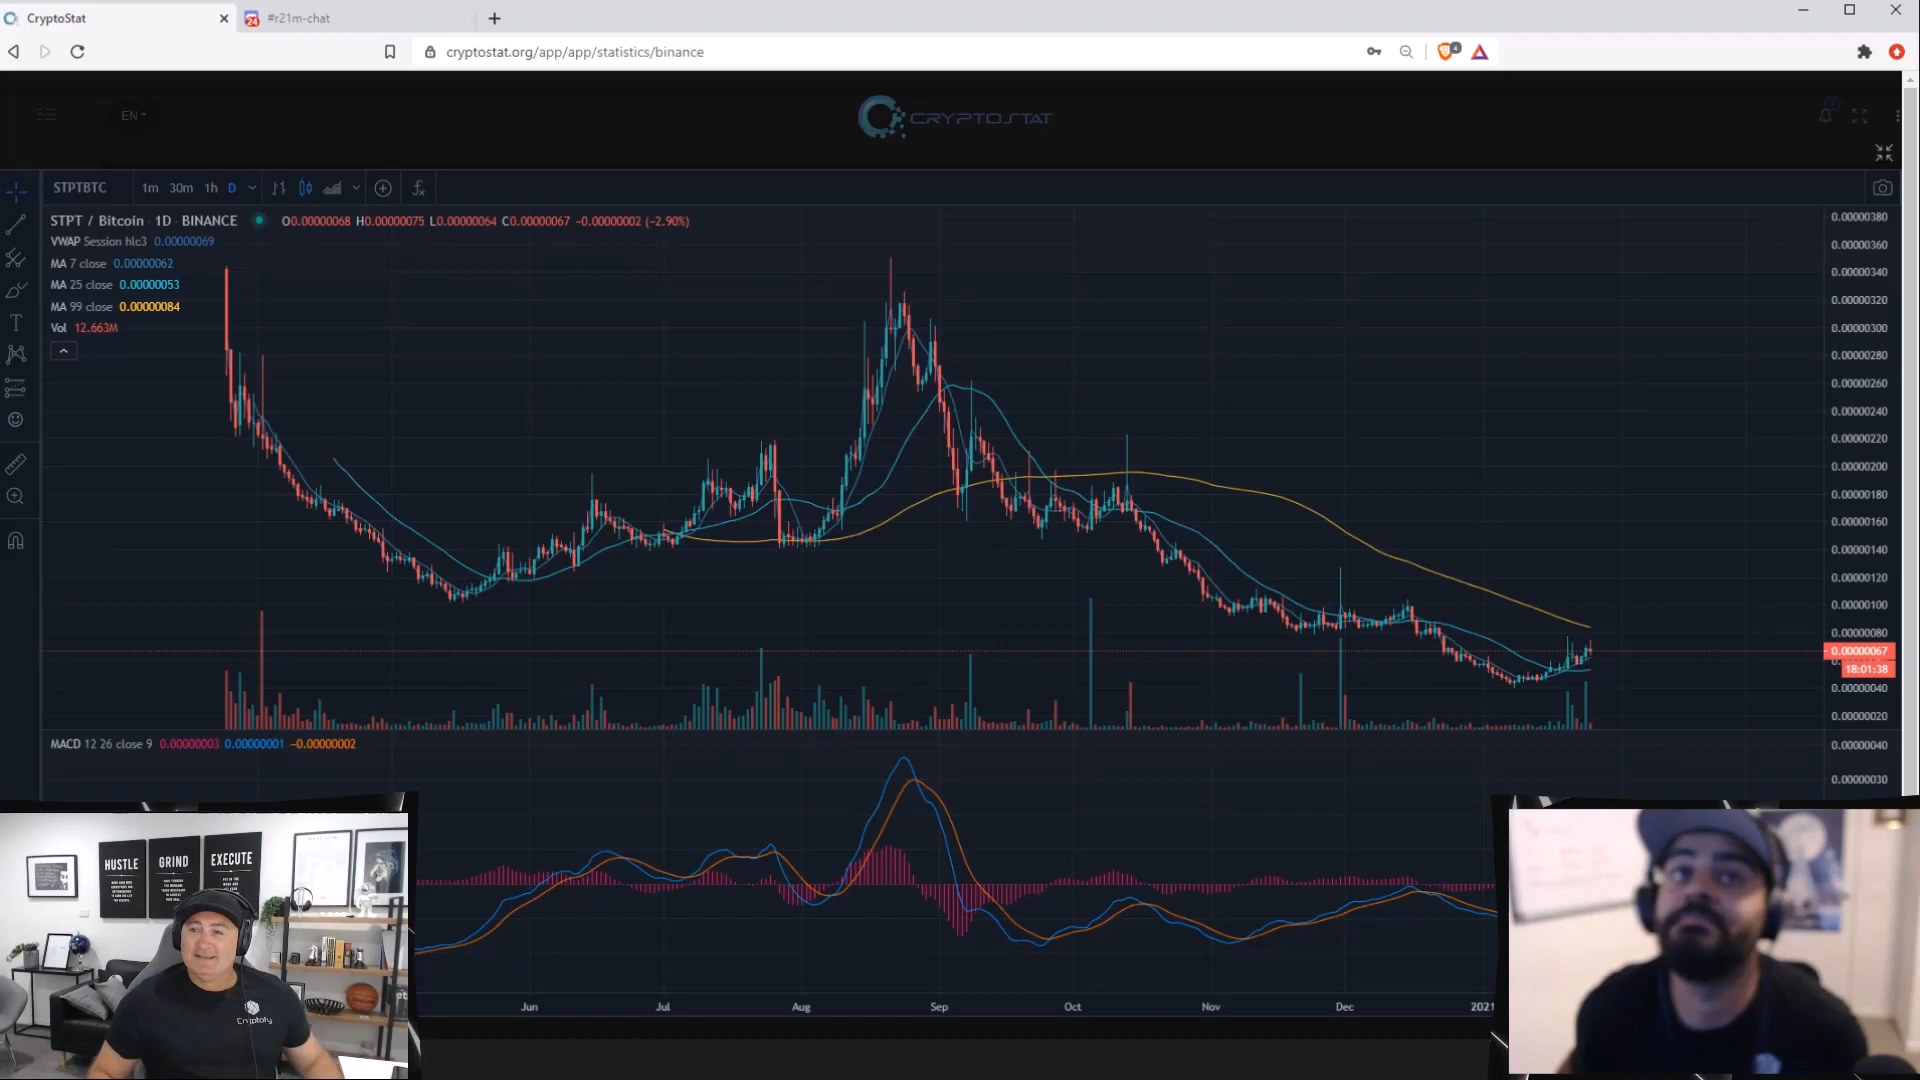 CryptoStat
24
#r21m-chat
cryptostat.org/app/app/statistics/binance
4
EN
CRYPTOSTAT
STPTBTC
1m 30m 1h D
STPT / Bitcoin · 1D · BINANCE
O0.00000068 H0.00000075 L0.00000064 C0.00000067 −0.00000002 (−2.90%)
VWAP Session hlc3 0.00000069
MA 7 close 0.00000062
MA 25 close 0.00000053
MA 99 close 0.00000084
Vol 12.663M
0.00000380
0.00000360
0.00000340
0.00000320
0.00000300
0.00000280
0.00000260
0.00000240
0.00000220
0.00000200
0.00000180
0.00000160
0.00000140
0.00000120
0.00000100
0.00000080
0.00000067
18:01:38
0.00000040
0.00000020
MACD 12 26 close 9 0.00000003 0.00000001 −0.00000002
0.00000040
0.00000030
HUSTLE
GRIND
EXECUTE
Jun
Jul
Aug
Sep
Oct
Nov
Dec
2021